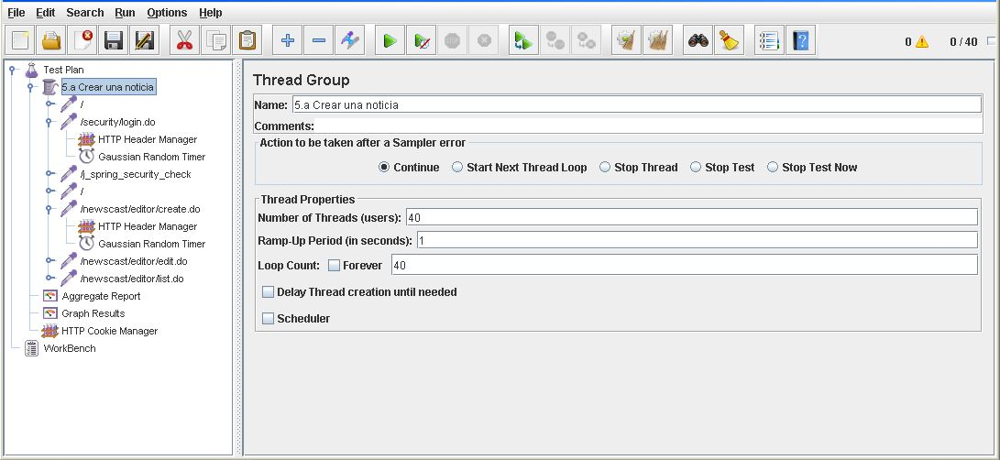 File Edit Search Run Options Help
0 0 / 40
Test Plan
5.a Crear una noticia
/
/security/login.do
HTTP Header Manager
Gaussian Random Timer
/j_spring_security_check
/
/newscast/editor/create.do
HTTP Header Manager
Gaussian Random Timer
/newscast/editor/edit.do
/newscast/editor/list.do
Aggregate Report
Graph Results
HTTP Cookie Manager
WorkBench
Thread Group
Name: 5.a Crear una noticia
Comments:
Action to be taken after a Sampler error
Continue Start Next Thread Loop Stop Thread Stop Test Stop Test Now
Thread Properties
Number of Threads (users): 40
Ramp-Up Period (in seconds): 1
Loop Count: Forever 40
Delay Thread creation until needed
Scheduler